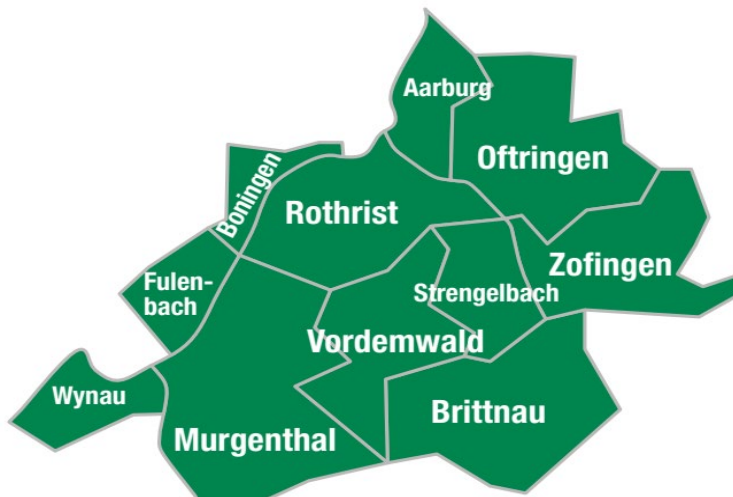 Aarburg
Oftringen
Boningen
Rothrist
Zofingen
Fulen-
bach
Strengelbach
Vordemwald
Wynau
Brittnau
Murgenthal